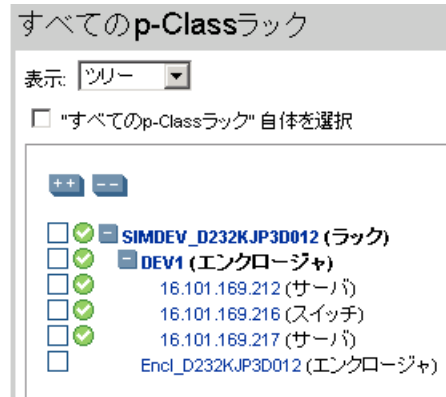 すべてのp-Classラック
表示: ツリー
"すべてのp-Classラック" 自体を選択
++ --
SIMDEV_D232KJP3D012 (ラック)
DEV1 (エンクロージャ)
16.101.169.212 (サーバ)
16.101.169.216 (スイッチ)
16.101.169.217 (サーバ)
Encl_D232KJP3D012 (エンクロージャ)